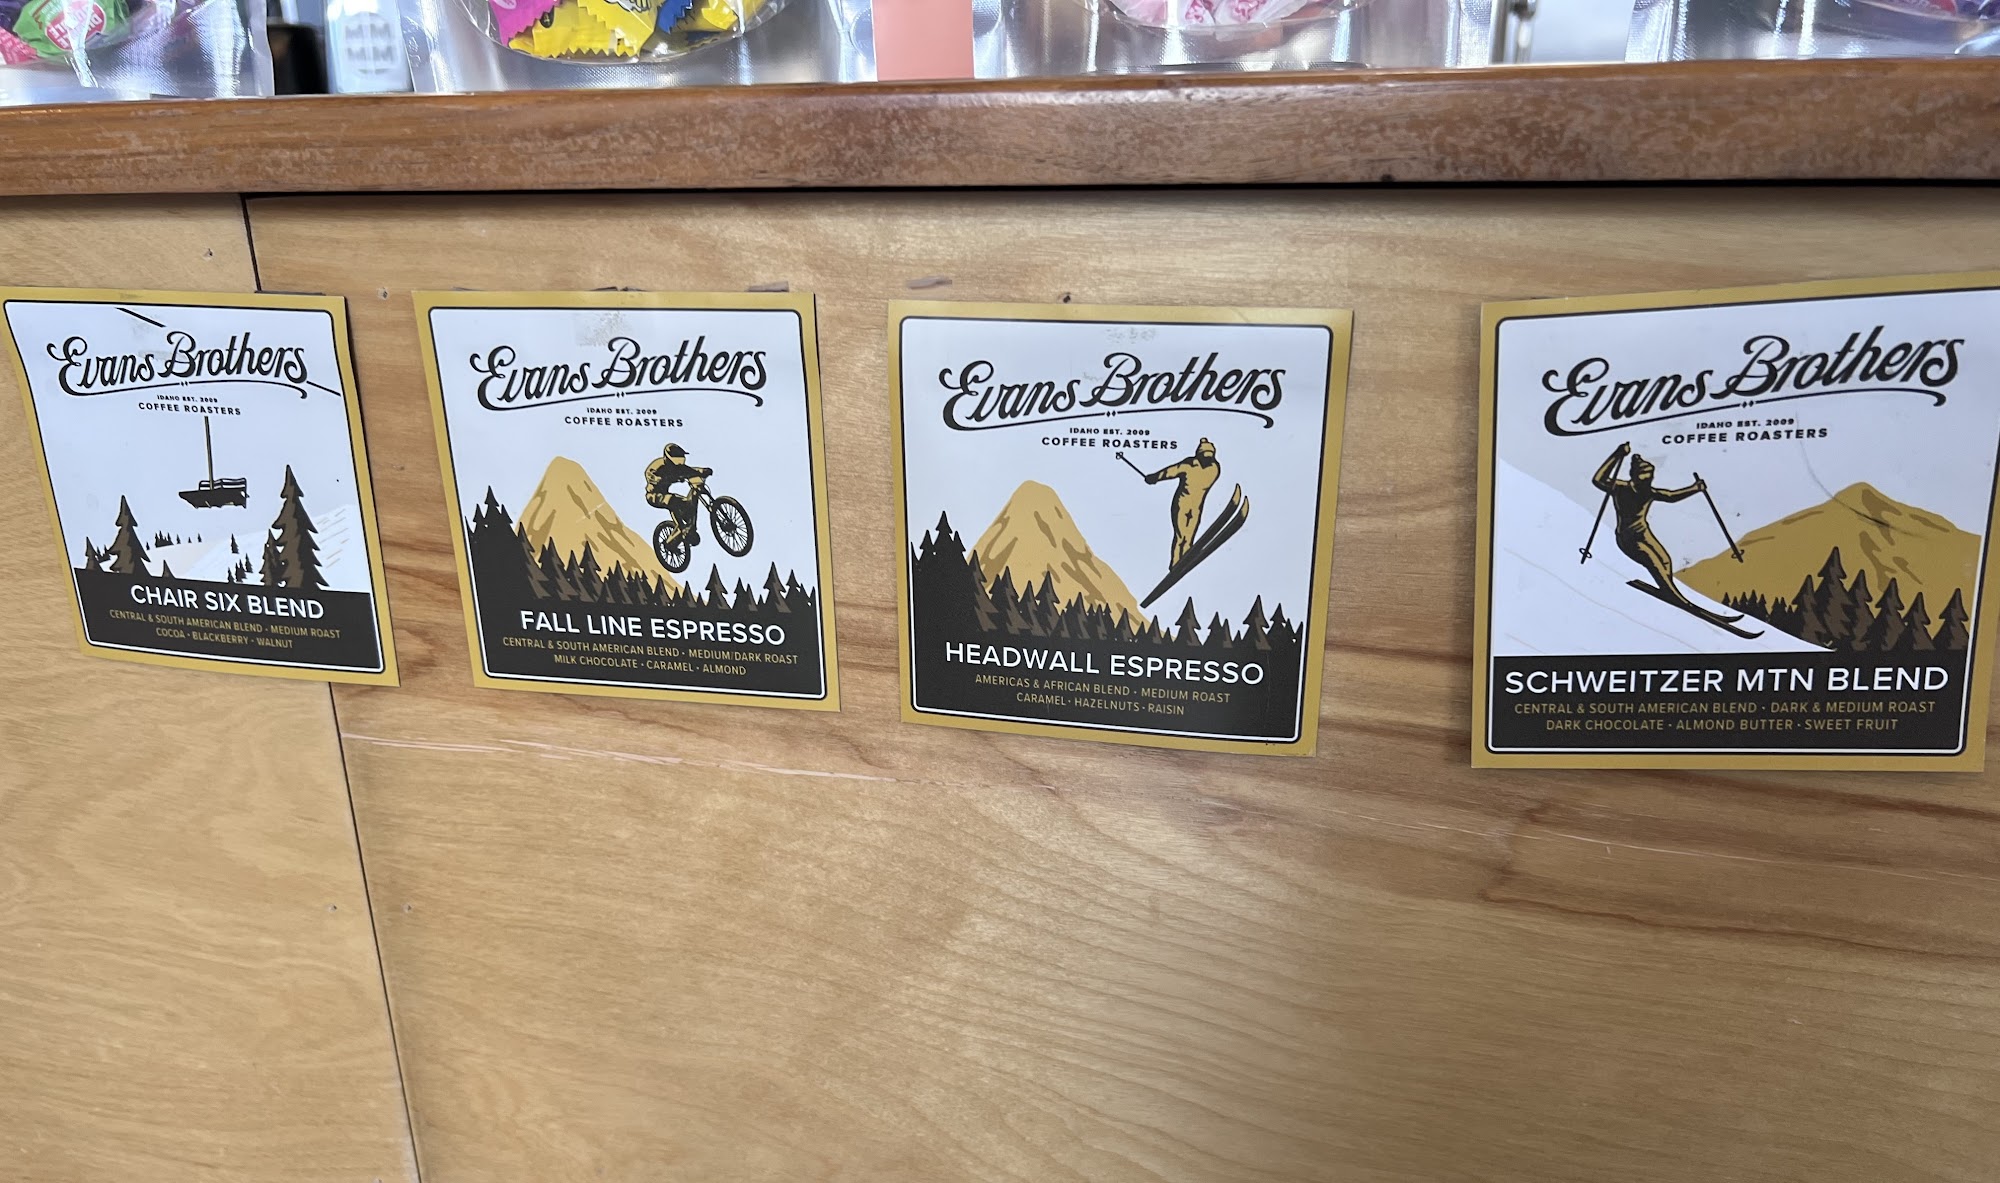 Evans Brothers
IDAHO EST. 2009
COFFEE ROASTERS
CHAIR SIX BLEND
CENTRAL & SOUTH AMERICAN BLEND • MEDIUM ROAST
COCOA • BLACKBERRY • WALNUT
Evans Brothers
IDAHO EST. 2009
COFFEE ROASTERS
FALL LINE ESPRESSO
CENTRAL & SOUTH AMERICAN BLEND • MEDIUM/DARK ROAST
MILK CHOCOLATE • CARAMEL • ALMOND
Evans Brothers
IDAHO EST. 2009
COFFEE ROASTERS
HEADWALL ESPRESSO
AMERICAS & AFRICAN BLEND • MEDIUM ROAST
CARAMEL • HAZELNUTS • RAISIN
Evans Brothers
IDAHO EST. 2009
COFFEE ROASTERS
SCHWEITZER MTN BLEND
CENTRAL & SOUTH AMERICAN BLEND • DARK & MEDIUM ROAST
DARK CHOCOLATE • ALMOND BUTTER • SWEET FRUIT